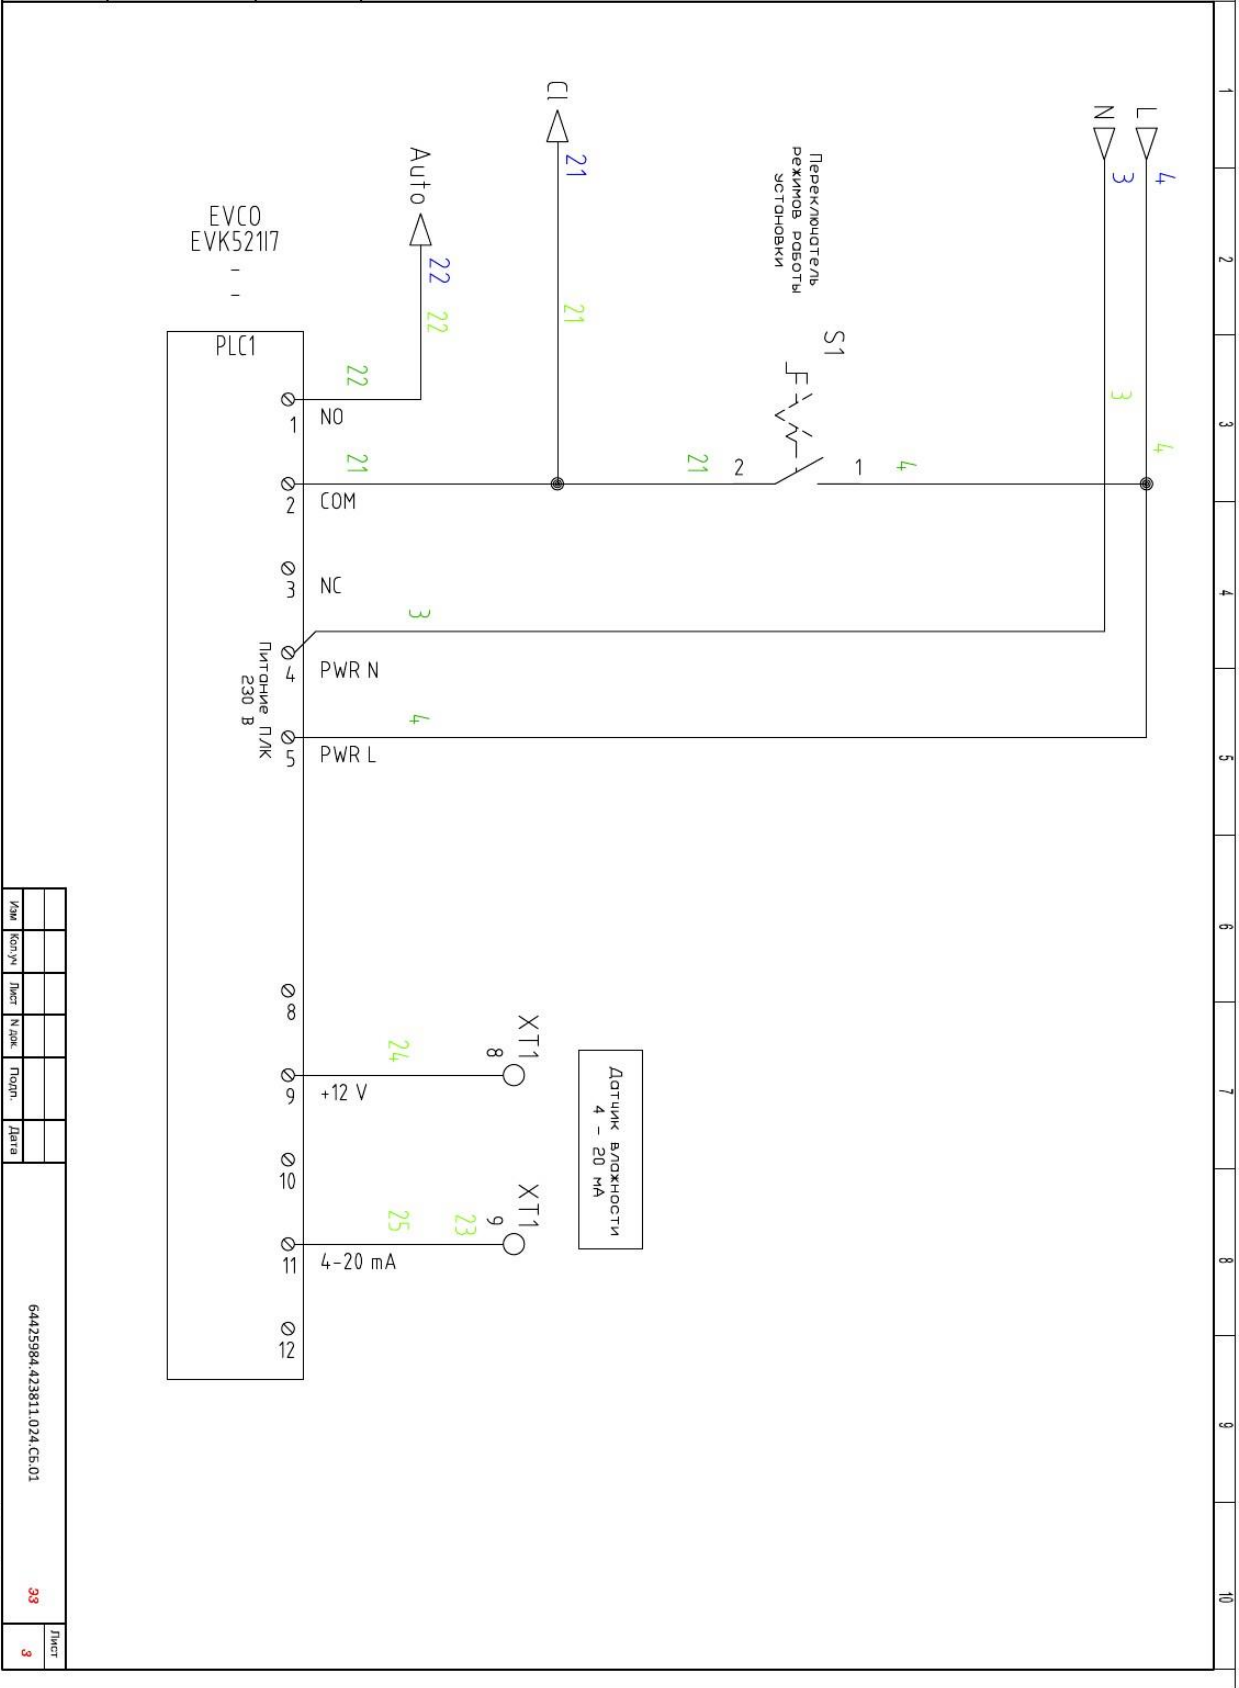 1
2
3
4
5
6
7
8
9
10
L
4
N
3
4
3
Переключатель
режимов работы
установки
S1
4
1
2
21
Cl
21
21
Auto
22
22
EVCO
EVK521I7
-
-
PLC1
22
1
NO
21
2
COM
3
NC
3
4
PWR N
Питание ПЛК
230 В
4
5
PWR L
8
24
9
+12 V
XT1
8
Датчик влажности
4 - 20 мА
10
XT1
9
25
23
11
4-20 mA
12
Изм
Кол.уч
Лист
N док.
Подп.
Дата
64425984.423811.024.СБ.01
Э3
Лист
3